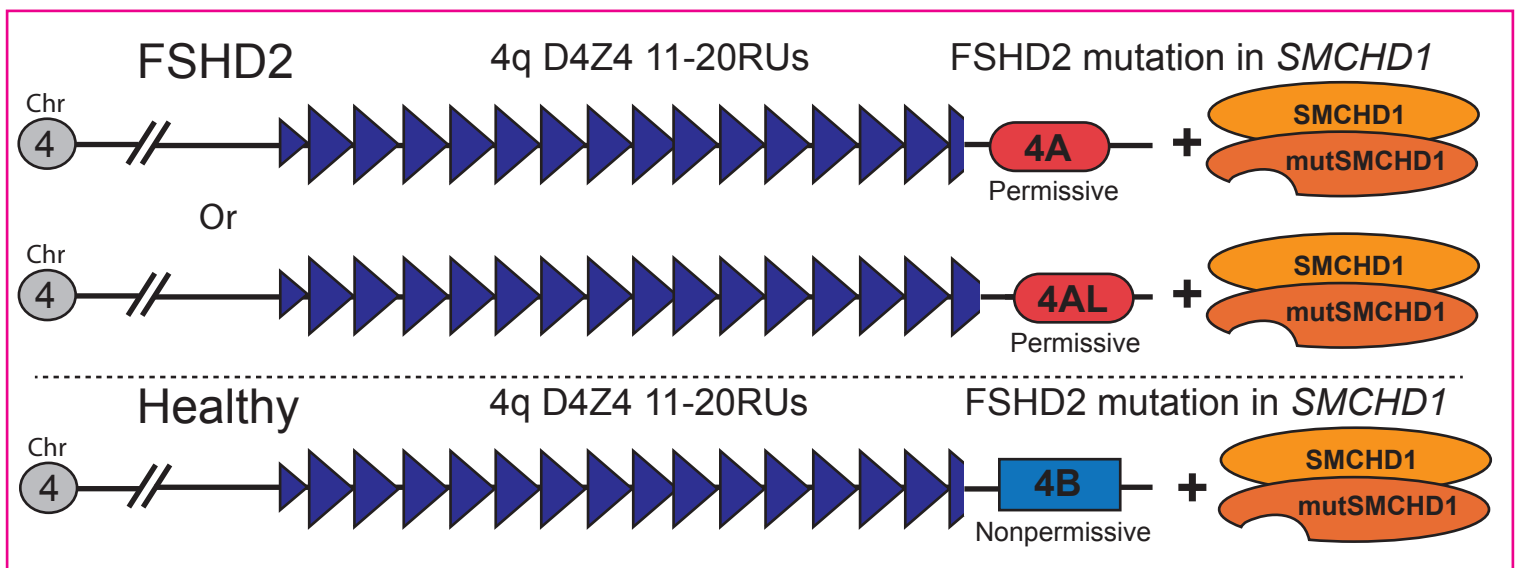 FSHD2 4q D4Z4 11-20RUs FSHD2 mutation in SMCHD1
Chr
4
4A
Permissive
+
SMCHD1
mutSMCHD1
Or
Chr
4
4AL
Permissive
+
SMCHD1
mutSMCHD1
Healthy 4q D4Z4 11-20RUs FSHD2 mutation in SMCHD1
Chr
4
4B
Nonpermissive
+
SMCHD1
mutSMCHD1